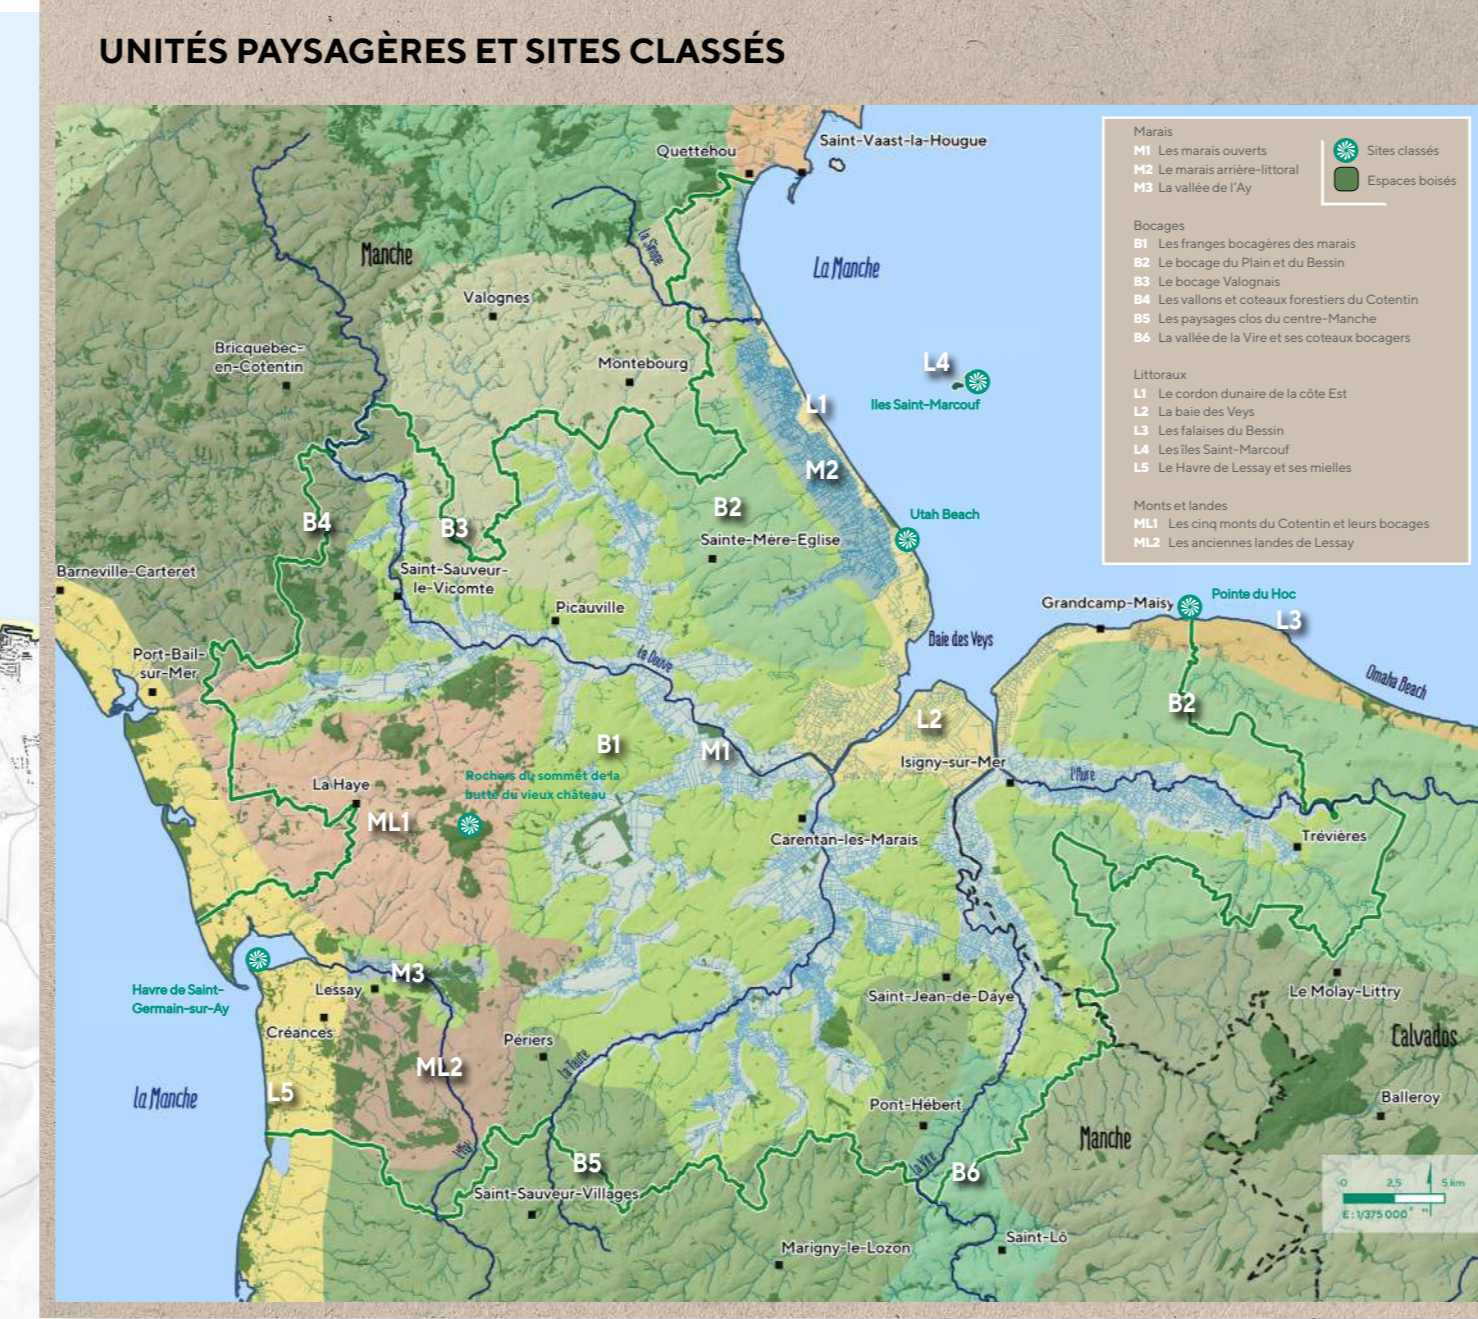 UNITÉS PAYSAGÈRES ET SITES CLASSÉS
Marais
M1 Les marais ouverts
M2 Le marais arrière-littoral
M3 La vallée de l'Ay
Sites classés
Espaces boisés
Bocages
B1 Les franges bocagères des marais
B2 Le bocage du Plain et du Bessin
B3 Le bocage Valognais
B4 Les vallons et coteaux forestiers du Cotentin
B5 Les paysages clos du centre-Manche
B6 La vallée de la Vire et ses coteaux bocagers
Littoraux
L1 Le cordon dunaire de la côte Est
L2 La baie des Veys
L3 Les falaises du Bessin
L4 Les îles Saint-Marcouf
L5 Le Havre de Lessay et ses mielles
Monts et landes
ML1 Les cinq monts du Cotentin et leurs bocages
ML2 Les anciennes landes de Lessay
Saint-Vaast-la-Hougue
Quettehou
La Sinope
Manche
La Manche
Valognes
Bricquebec-
en-Cotentin
Montebourg
L4
Iles Saint-Marcouf
L1
M2
B2
B4
B3
Utah Beach
Sainte-Mère-Eglise
Barneville-Carteret
Saint-Sauveur-
le-Vicomte
Picauville
Grandcamp-Maisy
Pointe du Hoc
L3
Baie des Veys
La Douve
Port-Bail-
sur-Mer
Omaha Beach
B2
L2
B1
M1
Isigny-sur-Mer
l'Aure
Rochers du sommet de la
butte du vieux château
La Haye
ML1
Carentan-les-Marais
Trévières
M3
Havre de Saint-
Germain-sur-Ay
Lessay
Saint-Jean-de-Daye
Le Molay-Littry
Créances
Périers
Calvados
La Taute
ML2
La Manche
L5
Pont-Hébert
Balleroy
Manche
l'Ay
B5
La Vire
B6
Saint-Sauveur-Villages
0 2,5 5 km
E : 1/375 000
Marigny-le-Lozon
Saint-Lô